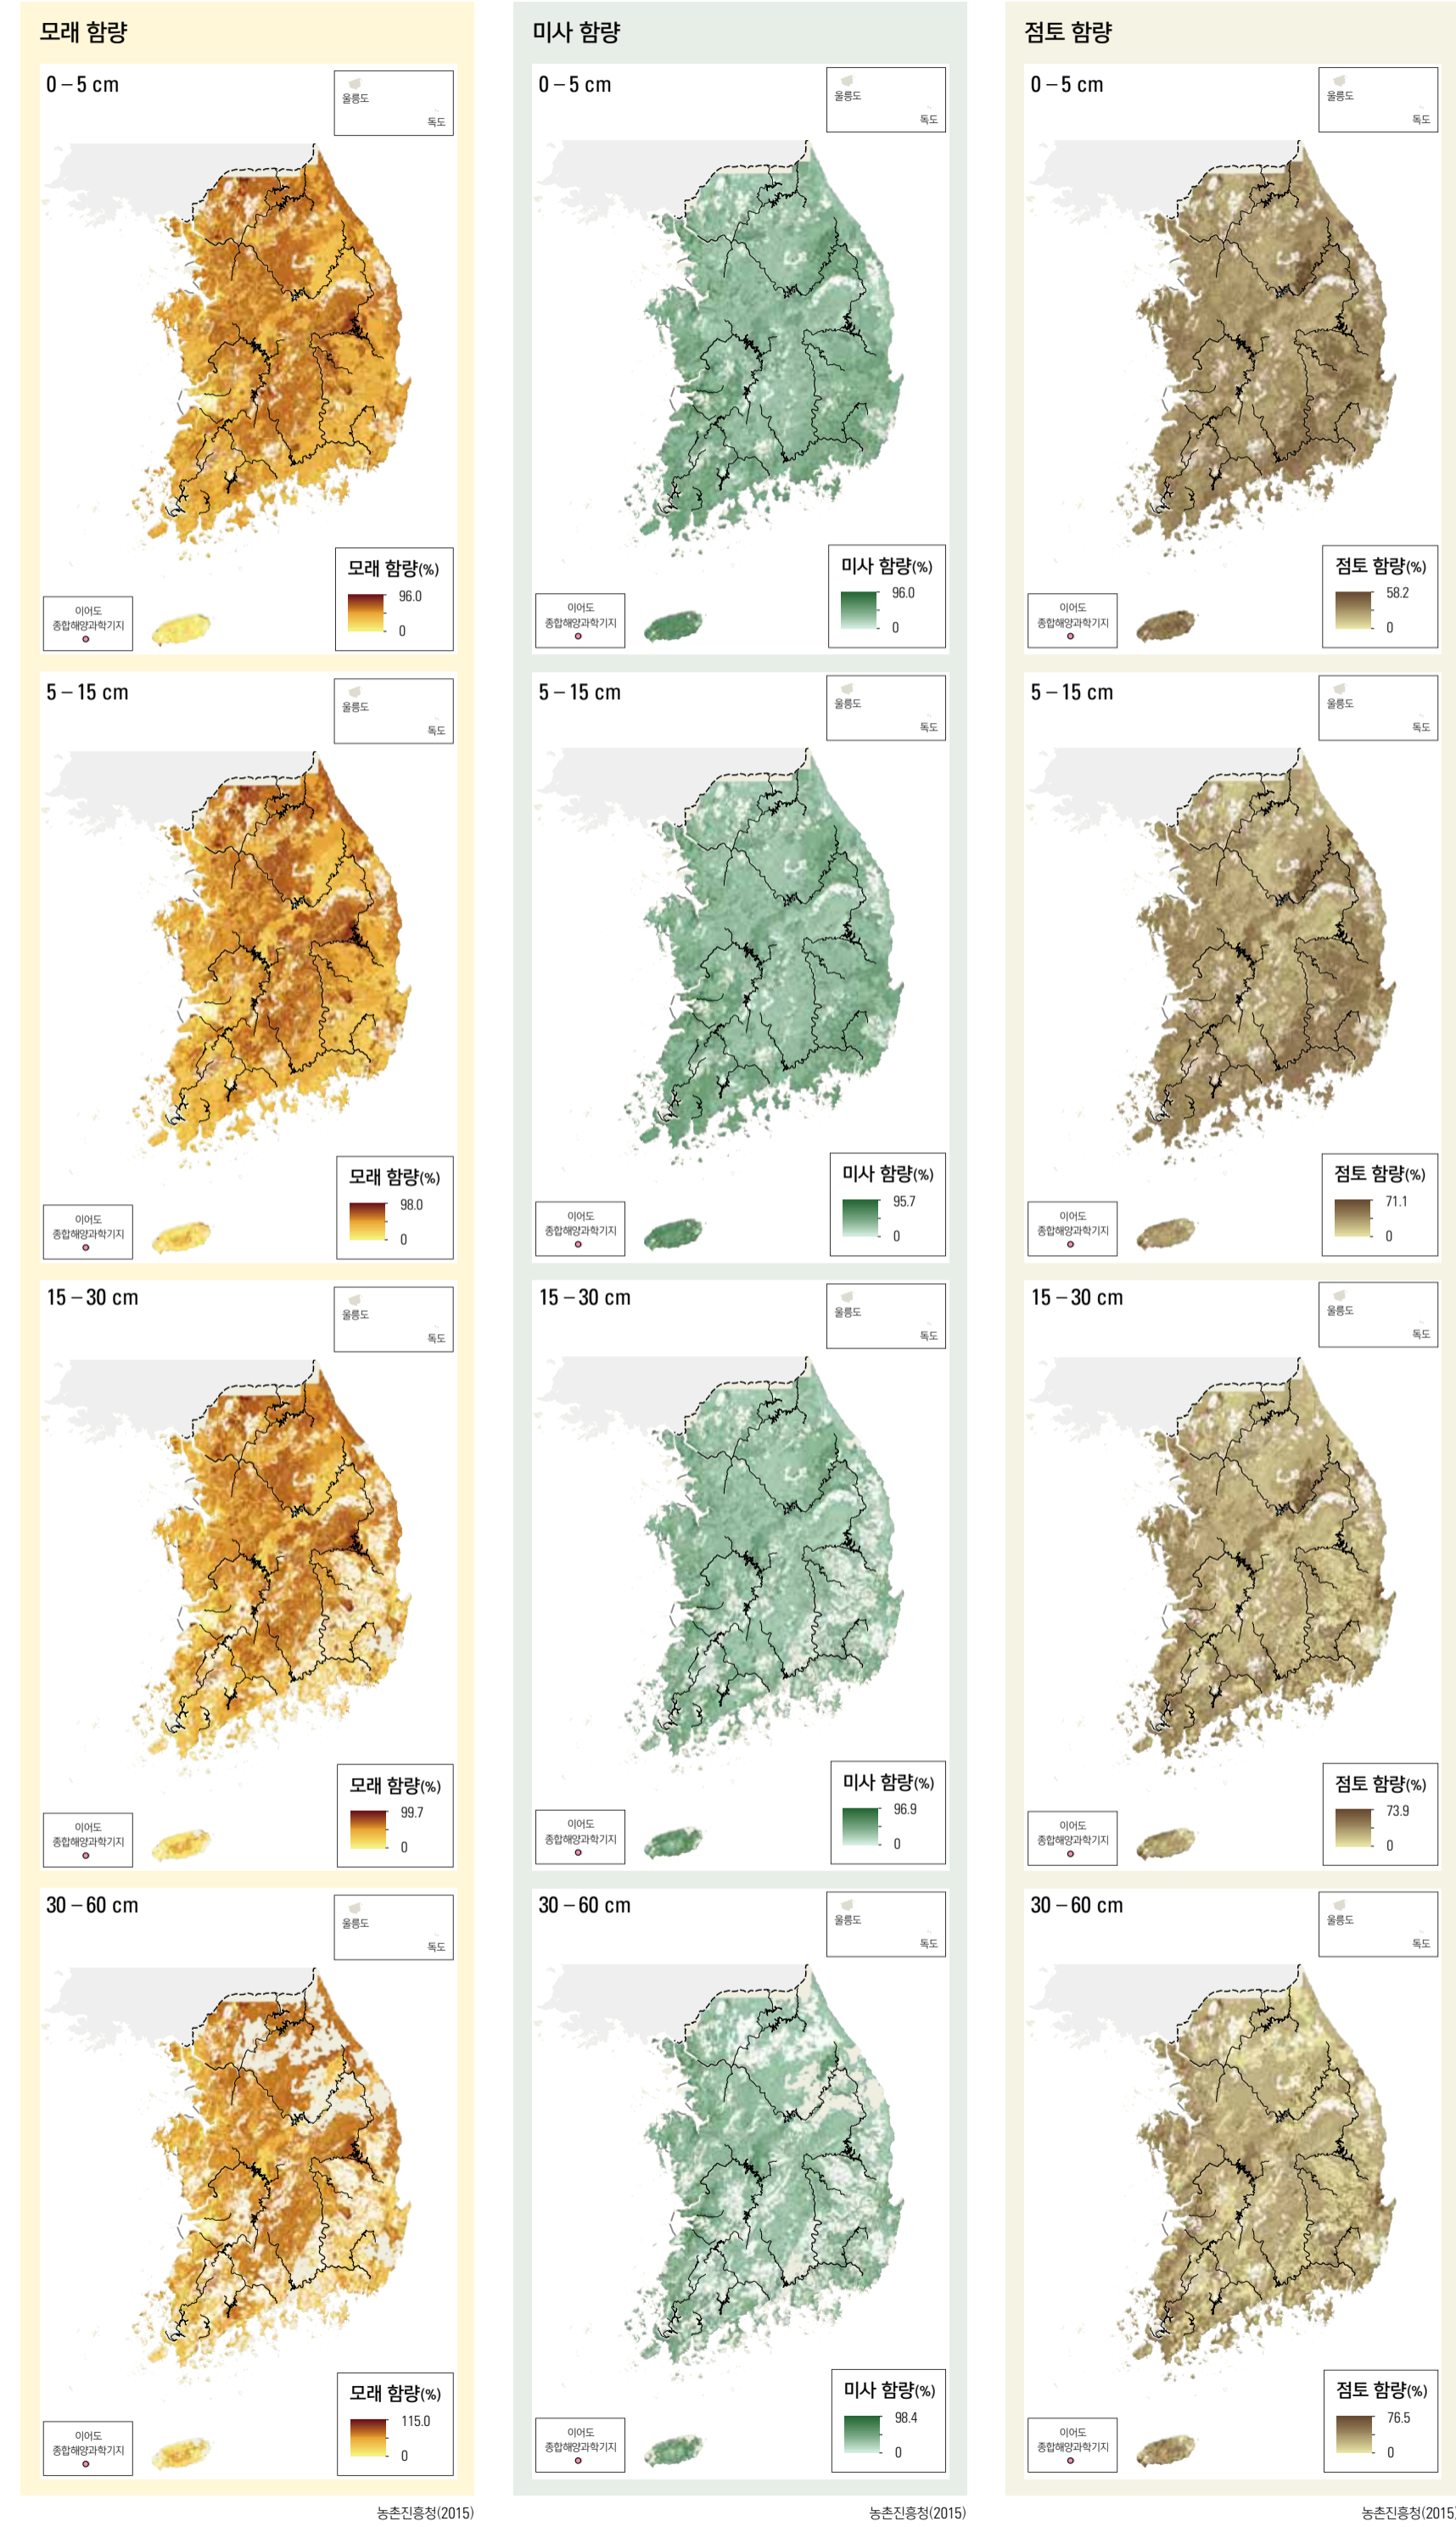 모래 함량
0 – 5 cm
울릉도
독도
모래 함량(%)
96.0
0
이어도
종합해양과학기지
5 – 15 cm
울릉도
독도
모래 함량(%)
98.0
0
이어도
종합해양과학기지
15 – 30 cm
울릉도
독도
모래 함량(%)
99.7
0
이어도
종합해양과학기지
30 – 60 cm
울릉도
독도
모래 함량(%)
115.0
0
이어도
종합해양과학기지
농촌진흥청(2015)
미사 함량
0 – 5 cm
울릉도
독도
미사 함량(%)
96.0
0
이어도
종합해양과학기지
5 – 15 cm
울릉도
독도
미사 함량(%)
95.7
0
이어도
종합해양과학기지
15 – 30 cm
울릉도
독도
미사 함량(%)
96.9
0
이어도
종합해양과학기지
30 – 60 cm
울릉도
독도
미사 함량(%)
98.4
0
이어도
종합해양과학기지
농촌진흥청(2015)
점토 함량
0 – 5 cm
울릉도
독도
점토 함량(%)
58.2
0
이어도
종합해양과학기지
5 – 15 cm
울릉도
독도
점토 함량(%)
71.1
0
이어도
종합해양과학기지
15 – 30 cm
울릉도
독도
점토 함량(%)
73.9
0
이어도
종합해양과학기지
30 – 60 cm
울릉도
독도
점토 함량(%)
76.5
0
이어도
종합해양과학기지
농촌진흥청(2015)